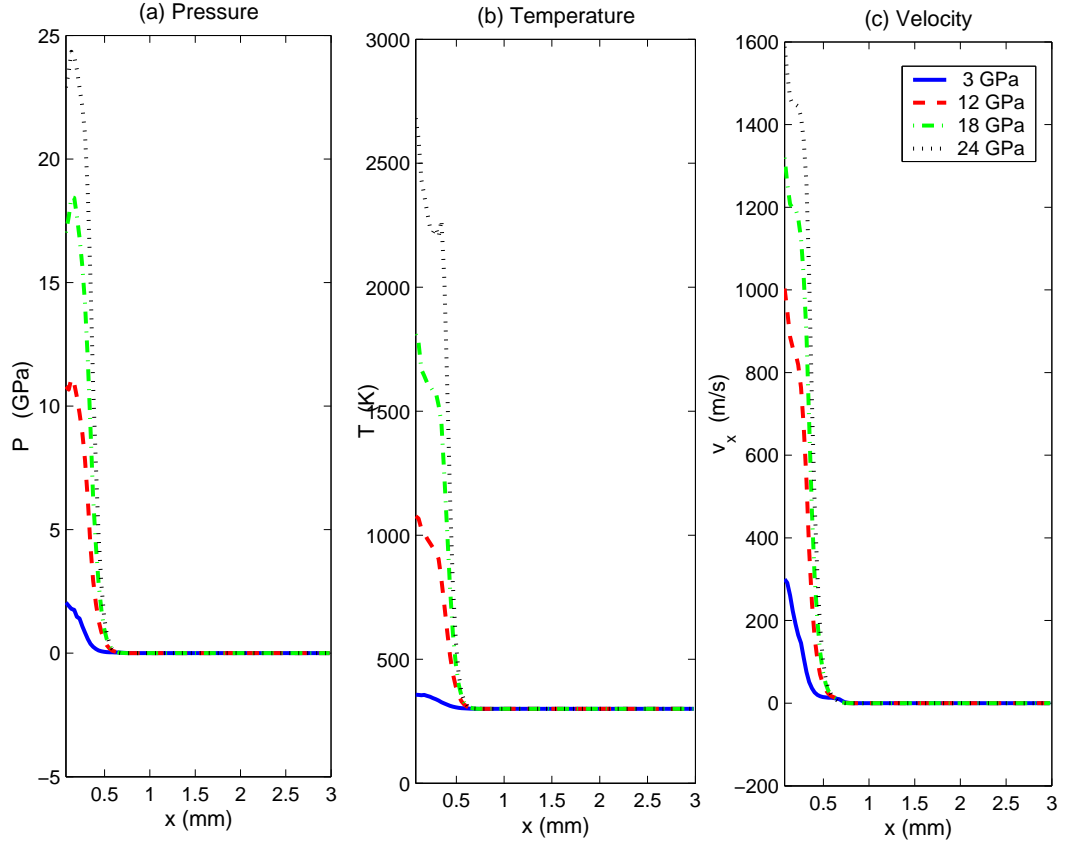 (a) Pressure
25
20
15
10
5
0
−5
0.5 1 1.5 2 2.5 3
x (mm)
P (GPa)
(b) Temperature
3000
2500
2000
1500
1000
500
0
0.5 1 1.5 2 2.5 3
x (mm)
T (K)
(c) Velocity
1600
1400
1200
1000
800
600
400
200
0
−200
0.5 1 1.5 2 2.5 3
x (mm)
v_x (m/s)
3 GPa
12 GPa
18 GPa
24 GPa